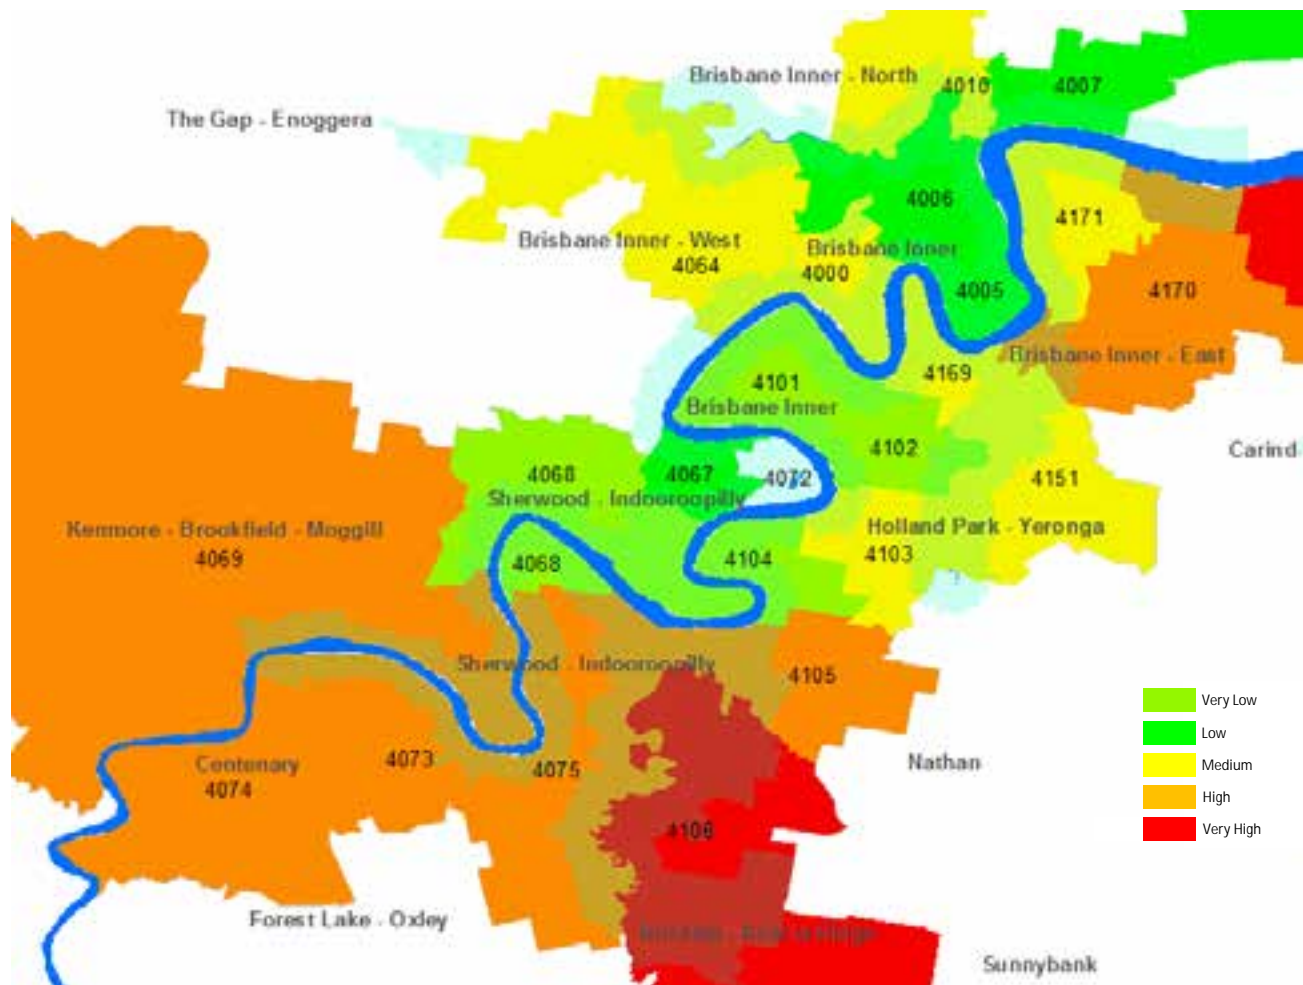 Brisbane Inner - North
4010
4007
The Gap - Enoggera
4006
4171
Brisbane Inner - West
4064
Brisbane Inner
4000
4005
4170
Brisbane Inner - East
4169
4101
Brisbane Inner
4102
Carind
4068
4067
4072
4151
Sherwood - Indooroopilly
Holland Park - Yeronga
Kenmore - Brookfield - Moggill
4069
4068
4104
4103
Sherwood - Indooroopilly
4105
Very Low
Low
Medium
High
Very High
Centenary
4074
4073
4075
Nathan
4106
Forest Lake - Oxley
Sunnybank